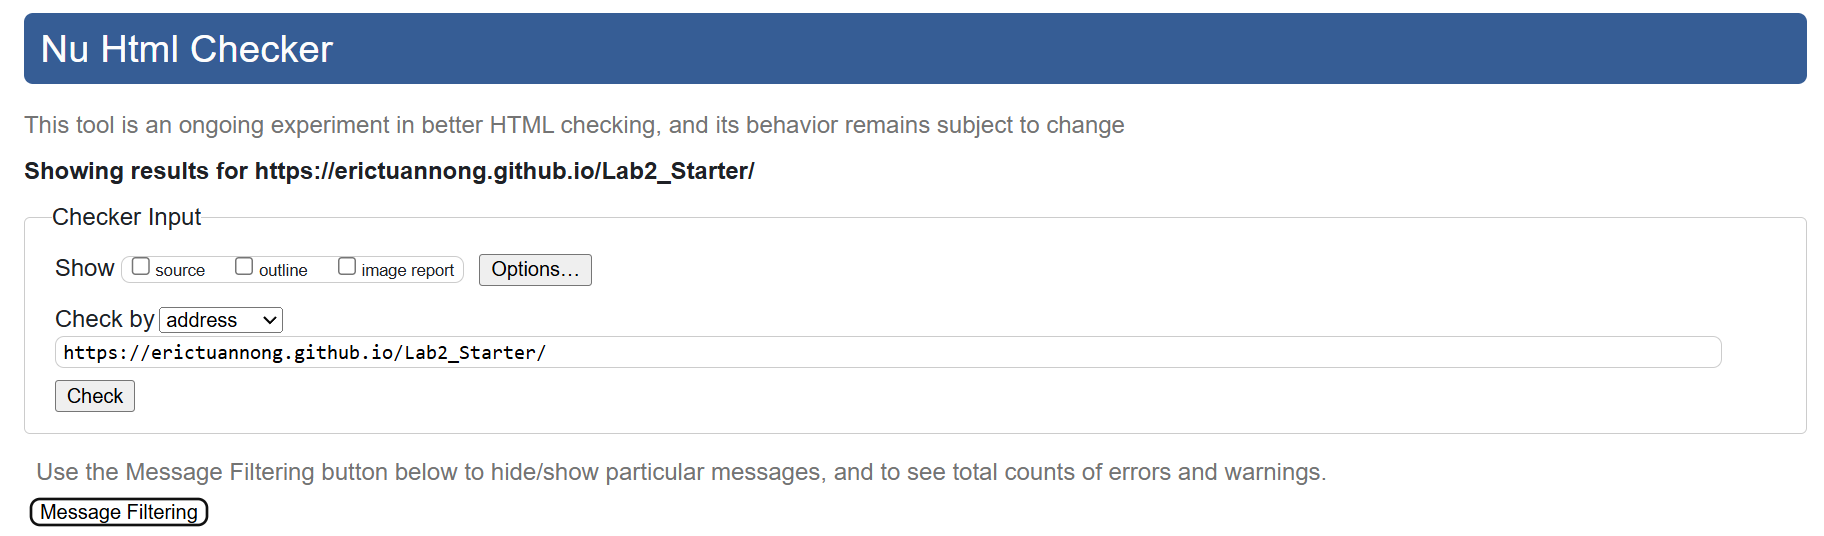 Nu Html Checker
This tool is an ongoing experiment in better HTML checking, and its behavior remains subject to change
Showing results for https://erictuannong.github.io/Lab2_Starter/
Checker Input
Show source outline image report Options…
Check by address
https://erictuannong.github.io/Lab2_Starter/
Check
Use the Message Filtering button below to hide/show particular messages, and to see total counts of errors and warnings.
Message Filtering